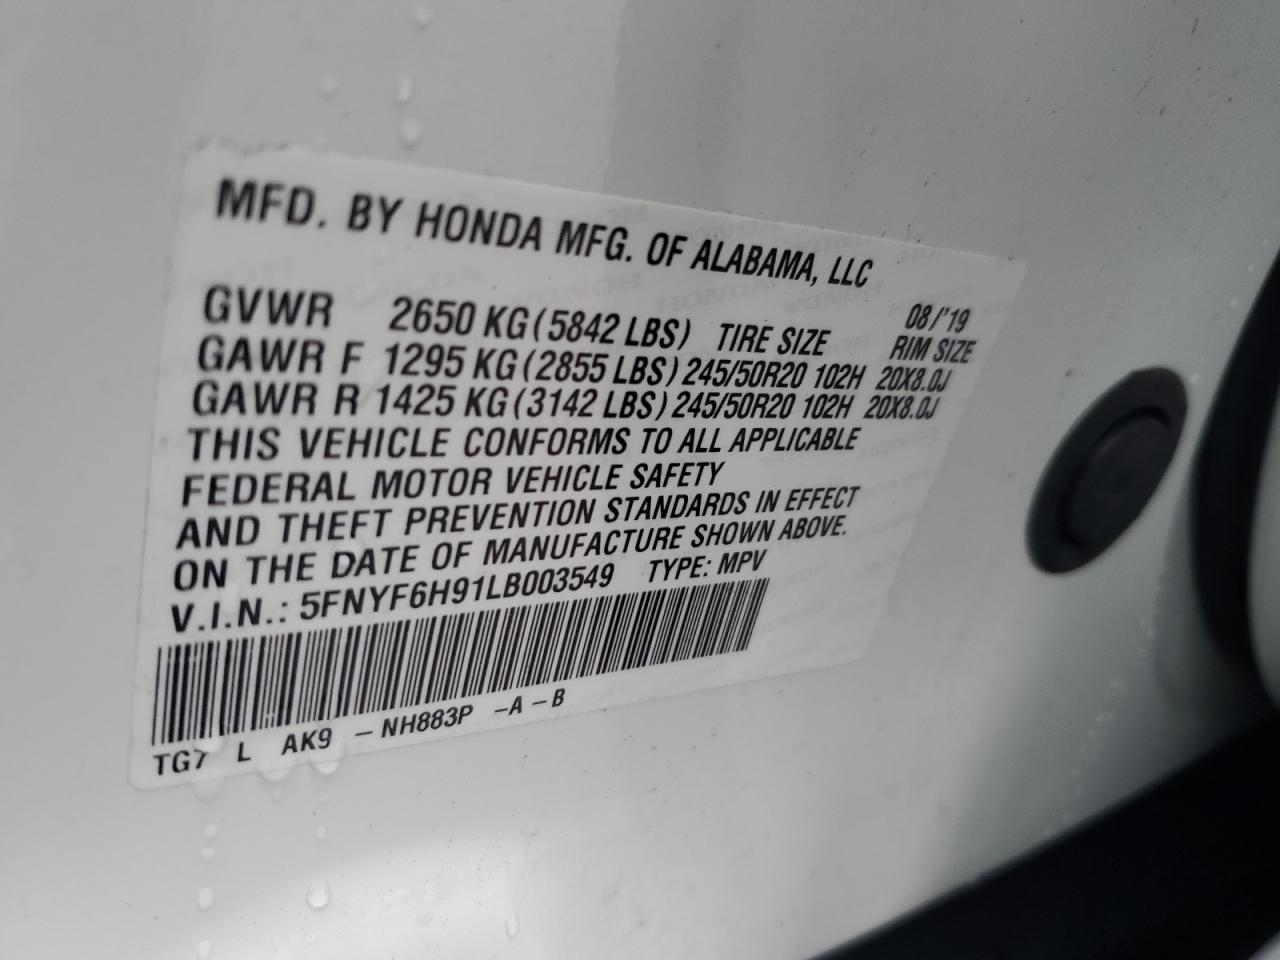 MFD. BY HONDA MFG. OF ALABAMA, LLC
08/'19
GVWR 2650 KG (5842 LBS) TIRE SIZE RIM SIZE
GAWR F 1295 KG (2855 LBS) 245/50R20 102H 20X8.0J
GAWR R 1425 KG (3142 LBS) 245/50R20 102H 20X8.0J
THIS VEHICLE CONFORMS TO ALL APPLICABLE
FEDERAL MOTOR VEHICLE SAFETY
AND THEFT PREVENTION STANDARDS IN EFFECT
ON THE DATE OF MANUFACTURE SHOWN ABOVE.
V.I.N.: 5FNYF6H91LB003549 TYPE: MPV
TG7 L AK9 – NH883P –A – B